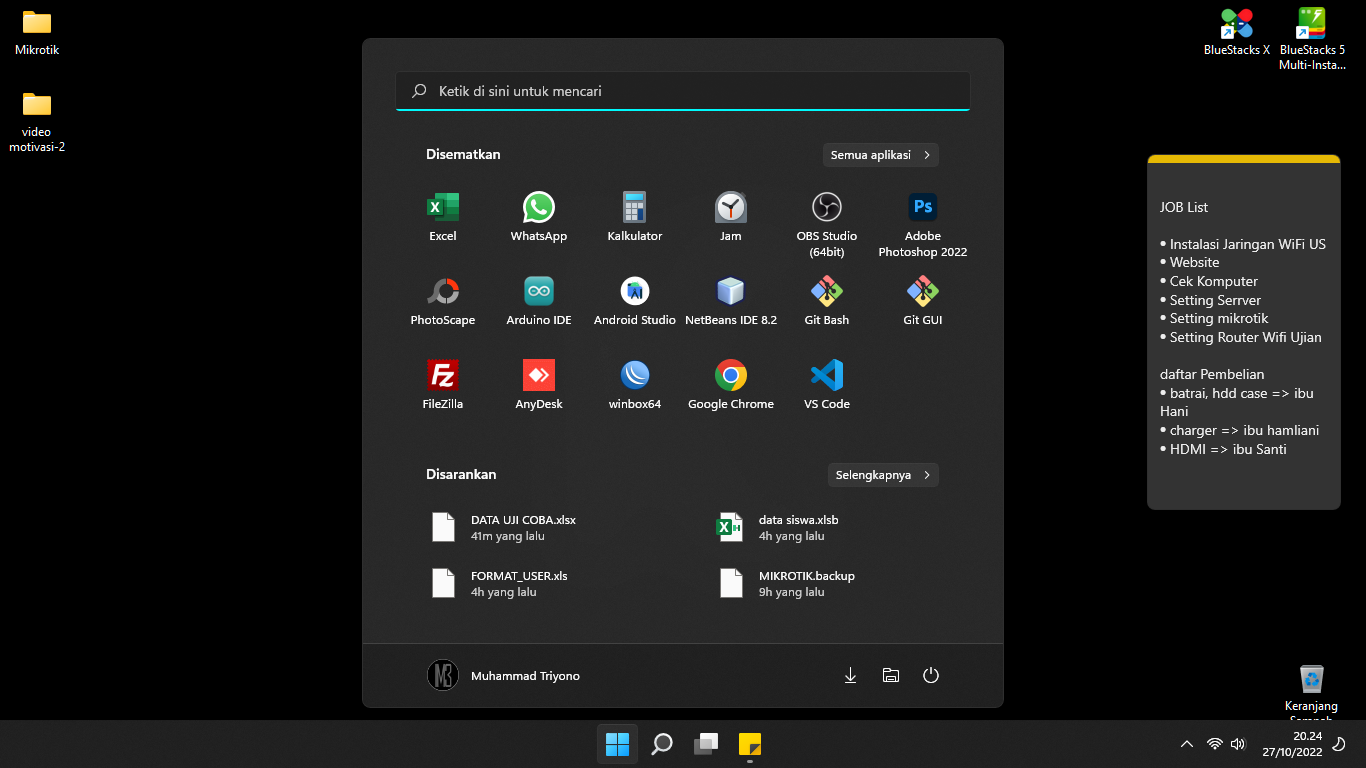 Mikrotik
video
motivasi-2
BlueStacks X
BlueStacks 5
Multi-Insta...
Ketik di sini untuk mencari
Disematkan
Semua aplikasi
Excel
WhatsApp
Kalkulator
Jam
OBS Studio
(64bit)
Ps
Adobe
Photoshop 2022
PhotoScape
Arduino IDE
Android Studio
NetBeans IDE 8.2
Git Bash
Git GUI
Fz
FileZilla
AnyDesk
winbox64
Google Chrome
VS Code
Disarankan
Selengkapnya
DATA UJI COBA.xlsx
41m yang lalu
data siswa.xlsb
4h yang lalu
FORMAT_USER.xls
4h yang lalu
MIKROTIK.backup
9h yang lalu
Muhammad Triyono
JOB List
• Instalasi Jaringan WiFi US
• Website
• Cek Komputer
• Setting Serrver
• Setting mikrotik
• Setting Router Wifi Ujian
daftar Pembelian
• batrai, hdd case => ibu
Hani
• charger => ibu hamliani
• HDMI => ibu Santi
Keranjang
20.24
27/10/2022